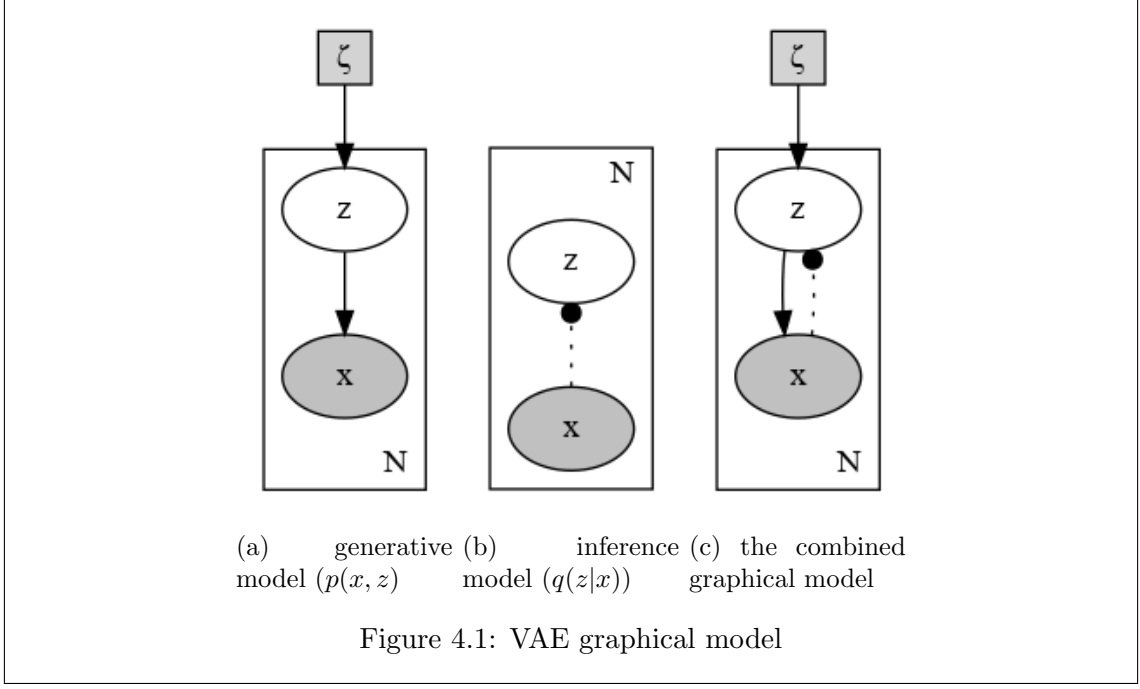 ζ
ζ
z
N
z
z
x
x
x
N
N
(a) generative
model (p(x, z)
(b) inference
model (q(z|x))
(c) the combined
graphical model
Figure 4.1: VAE graphical model